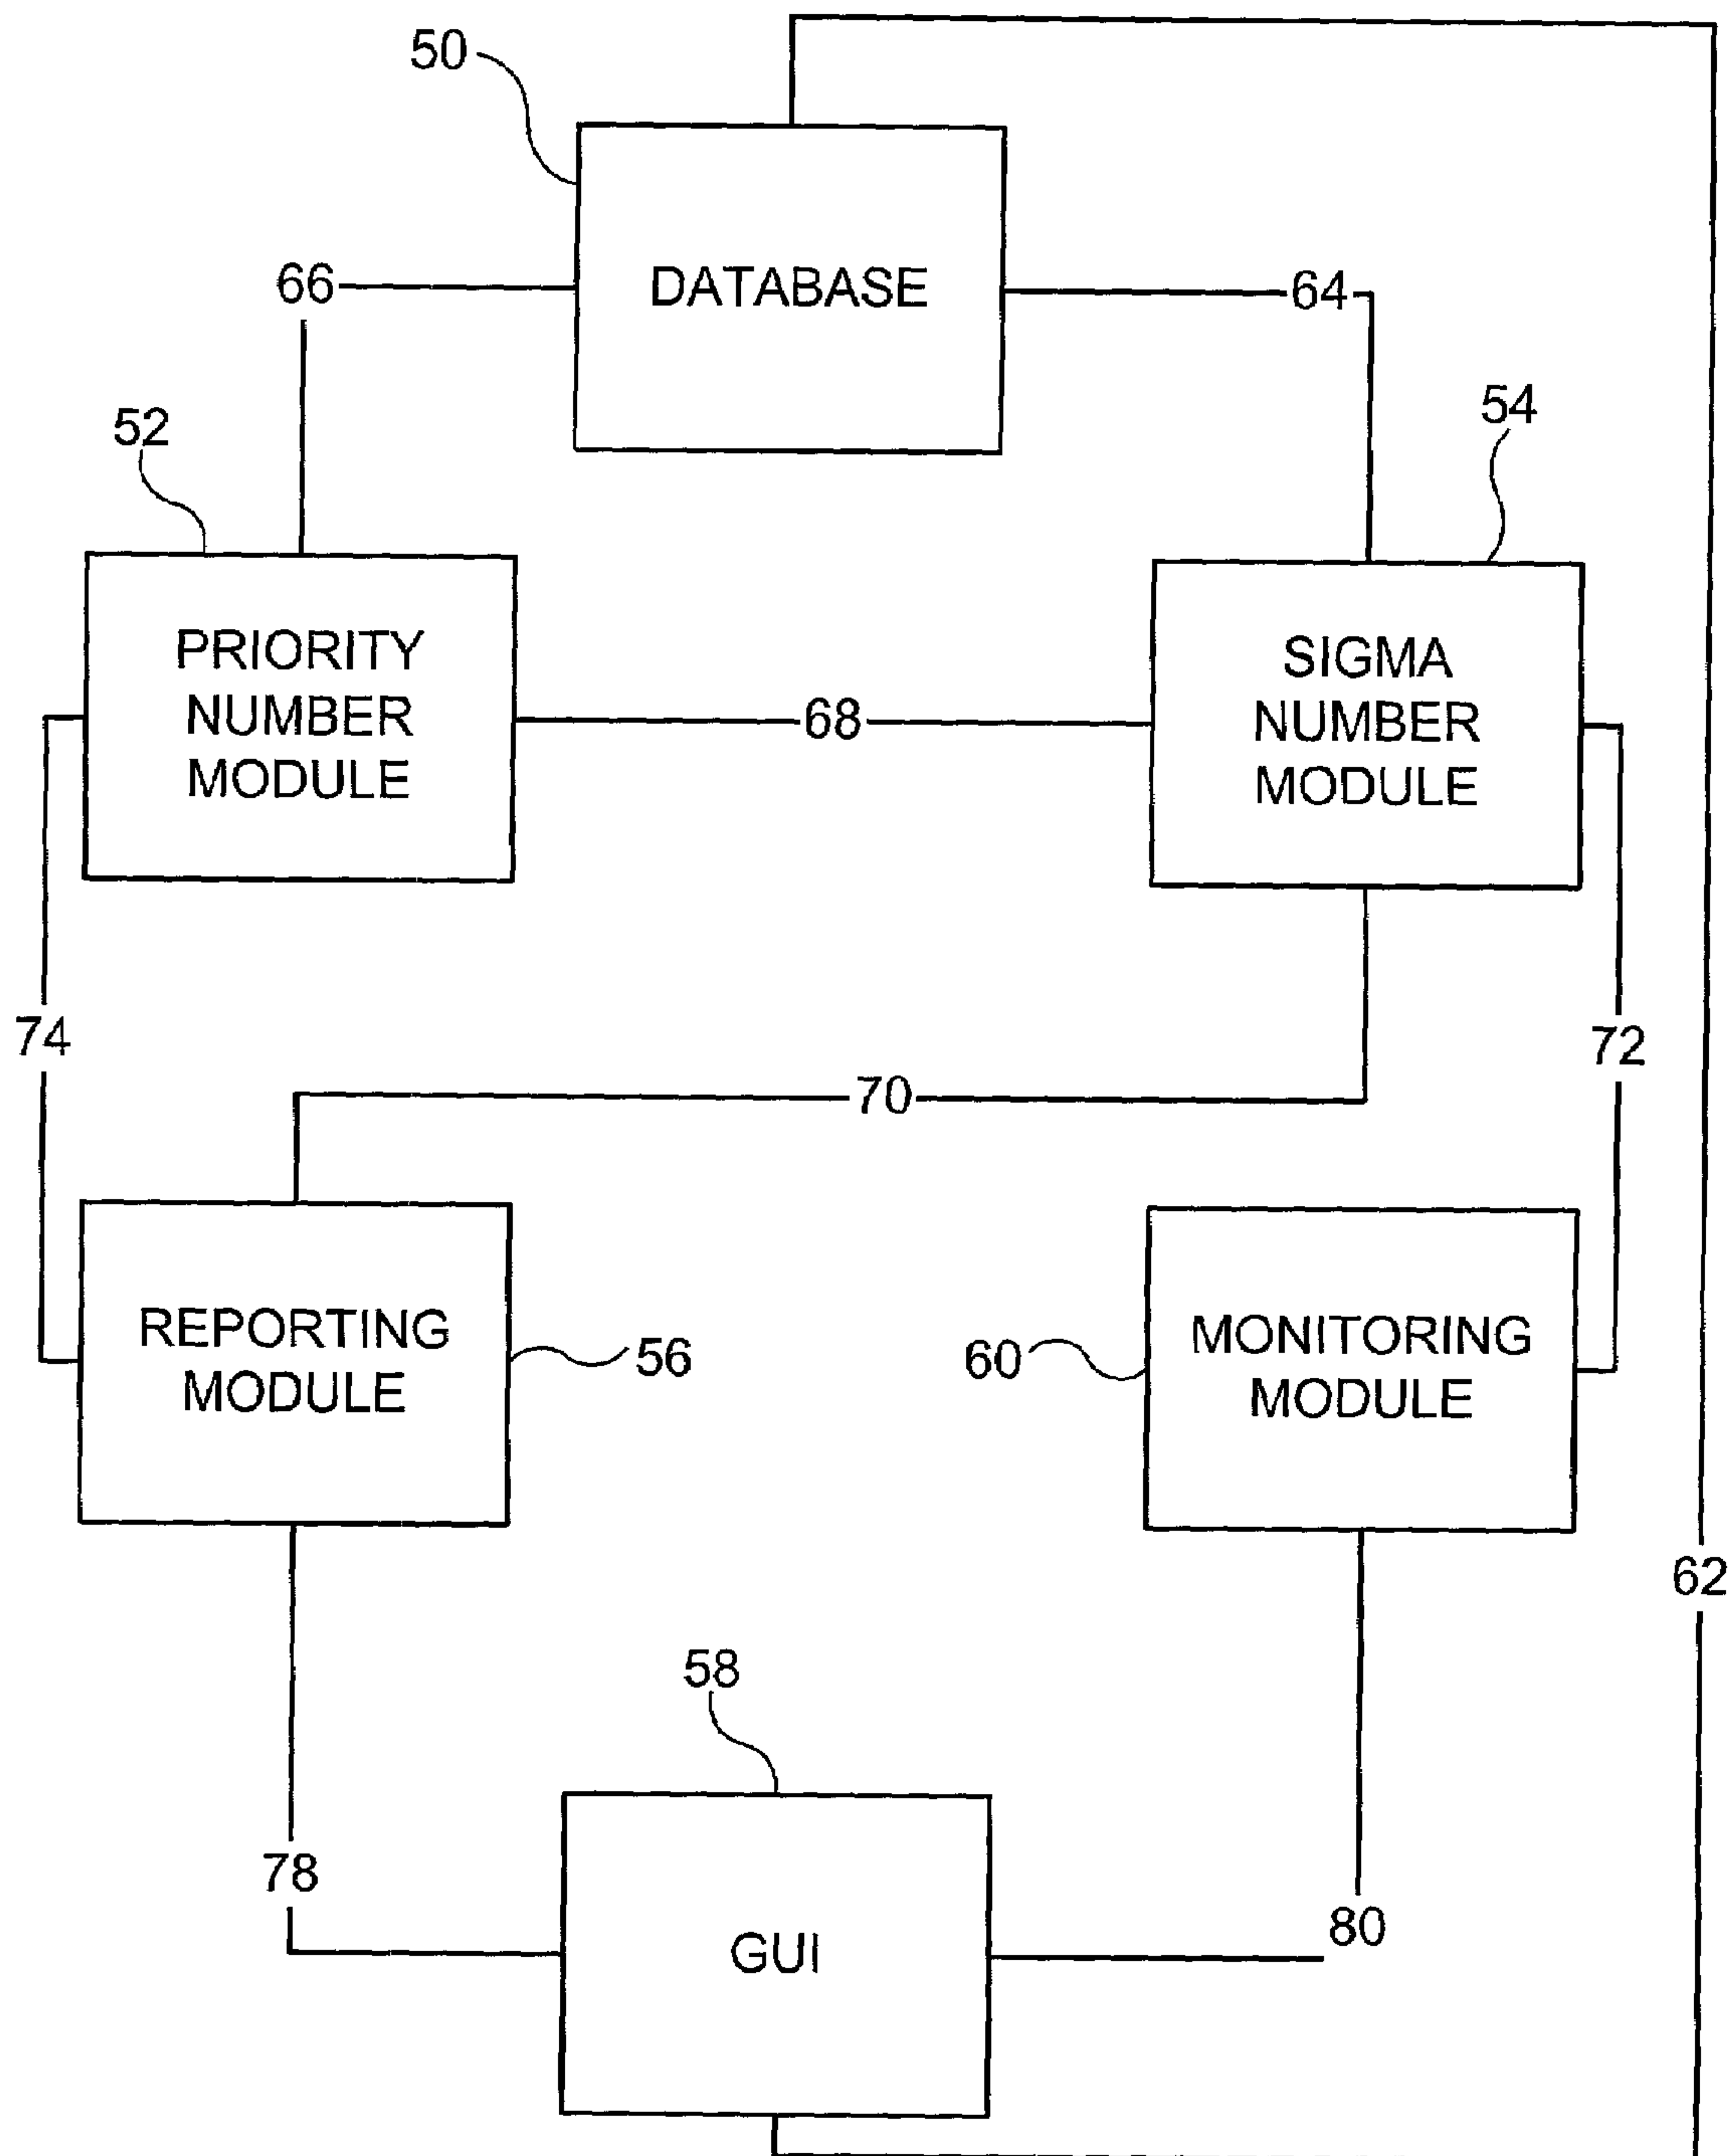 50
DATABASE
66
64
52
54
PRIORITY
NUMBER
MODULE
68
SIGMA
NUMBER
MODULE
74
72
70
REPORTING
MODULE
56
60
MONITORING
MODULE
62
58
78
80
GUI